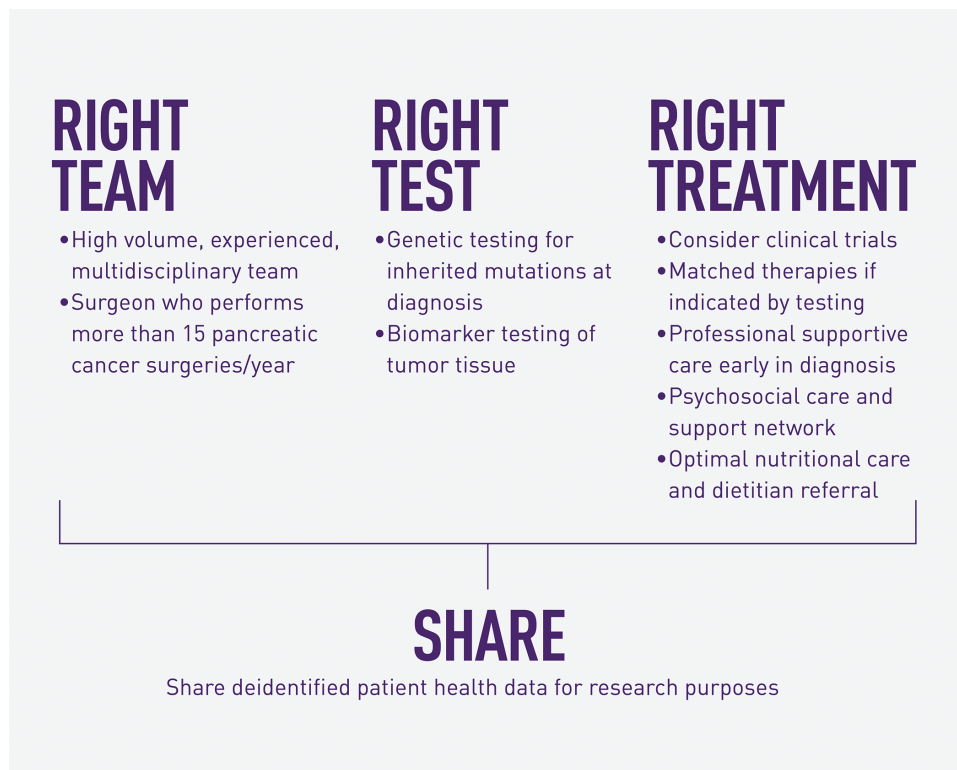 RIGHT
TEAM
•High volume, experienced,
multidisciplinary team
•Surgeon who performs
more than 15 pancreatic
cancer surgeries/year
RIGHT
TEST
•Genetic testing for
inherited mutations at
diagnosis
•Biomarker testing of
tumor tissue
RIGHT
TREATMENT
•Consider clinical trials
•Matched therapies if
indicated by testing
•Professional supportive
care early in diagnosis
•Psychosocial care and
support network
•Optimal nutritional care
and dietitian referral
SHARE
Share deidentified patient health data for research purposes